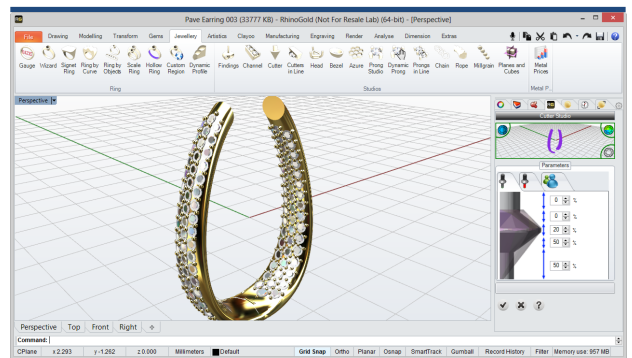 Pave Earring 003 (33777 KB) - RhinoGold (Not For Resale Lab) (64-bit) - [Perspective]
File Drawing Modelling Transform Gems Jewellery Artistics Clayoo Manufacturing Engraving Render Analyse Dimension Extras
Gauge Wizard Signet Ring Ring by Curve Ring by Objects Scale Ring Hollow Ring Custom Region Dynamic Profile Findings Channel Cutter Cutters in Line Head Bezel Azure Prong Studio Dynamic Prong Prongs in Line Chain Rope Millgrain Planes and Cubes Metal Prices
Ring Studios Metal P...
Perspective
Cutter Studio
Parameters
0 %
0 %
20 %
50 %
50 %
Perspective Top Front Right
Command:
CPlane x 2.293 y -1.262 z 0.000 Millimeters Default Grid Snap Ortho Planar Osnap SmartTrack Gumball Record History Filter Memory use: 957 MB